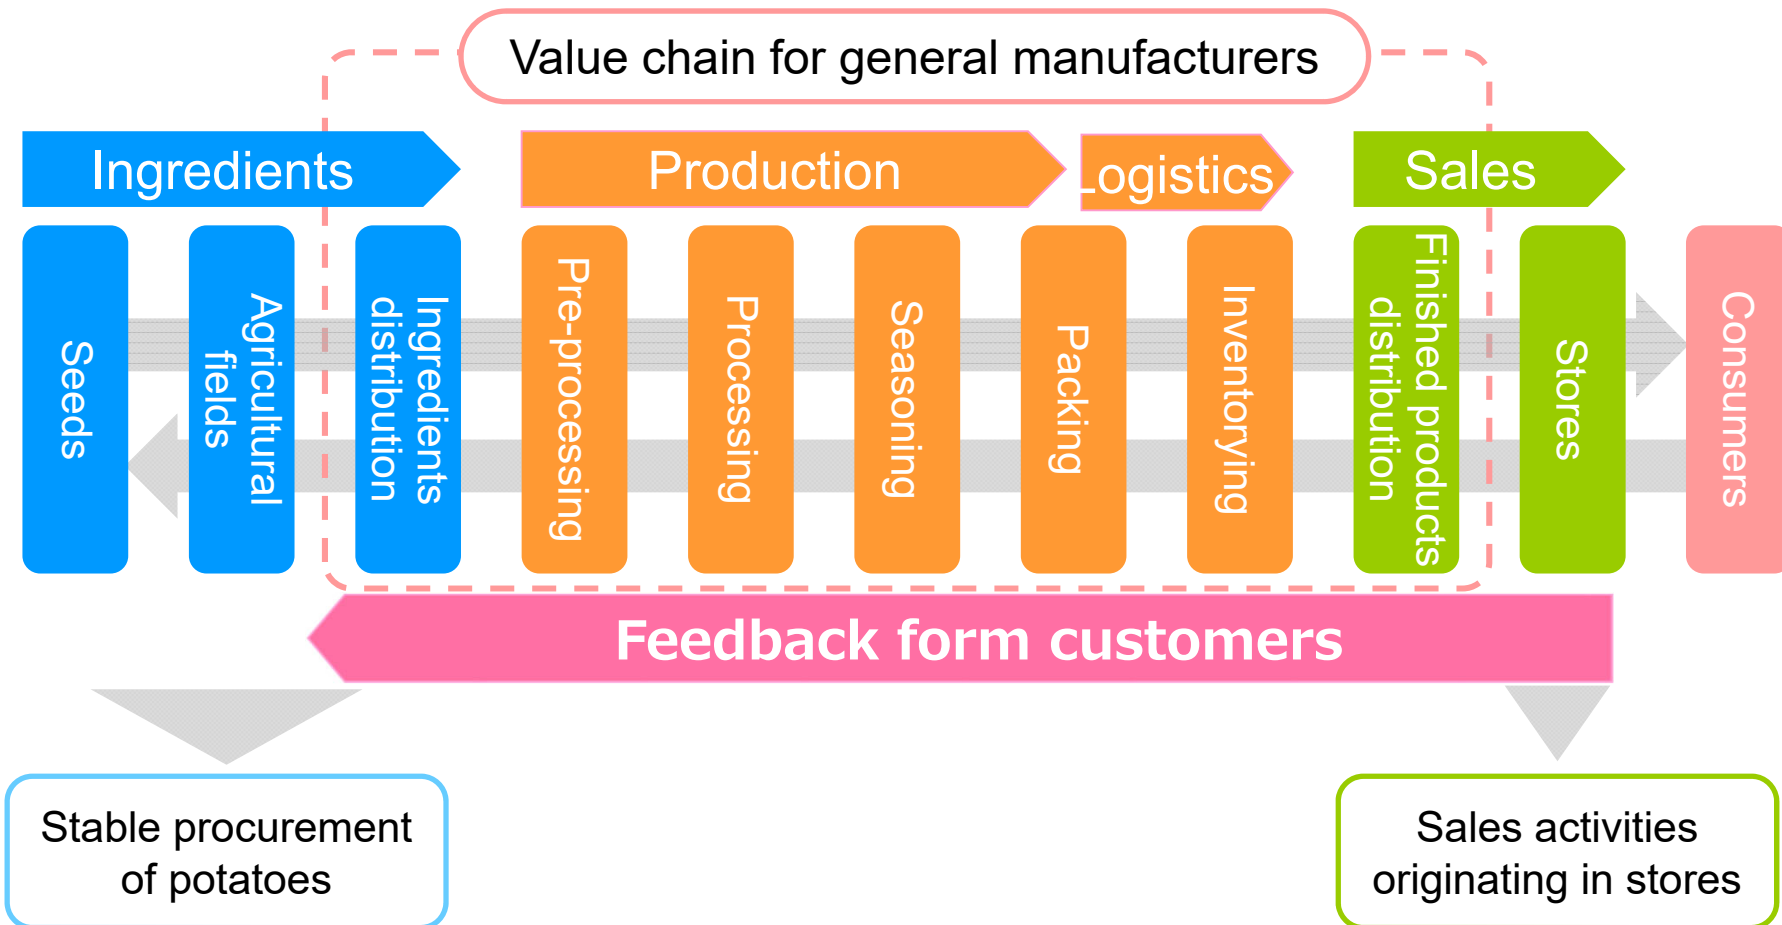 Value chain for general manufacturers
Ingredients
Production
Logistics
Sales
Seeds
Agricultural
fields
Ingredients
distribution
Pre-processing
Processing
Seasoning
Packing
Inventorying
Finished products
distribution
Stores
Consumers
Feedback form customers
Stable procurement
of potatoes
Sales activities
originating in stores